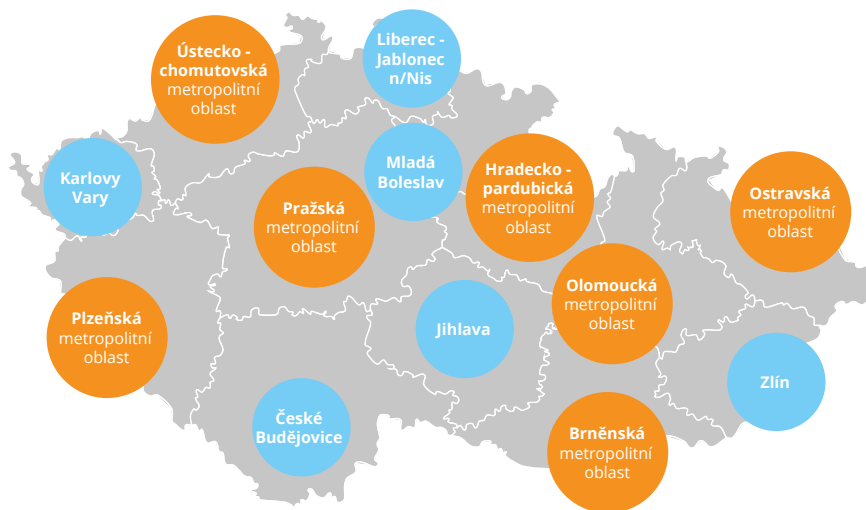 Ústecko -
chomutovská
metropolitní
oblast
Liberec -
Jablonec
n/Nis
Karlovy
Vary
Mladá
Boleslav
Hradecko -
pardubická
metropolitní
oblast
Pražská
metropolitní
oblast
Ostravská
metropolitní
oblast
Olomoucká
metropolitní
oblast
Plzeňská
metropolitní
oblast
Jihlava
Zlín
České
Budějovice
Brněnská
metropolitní
oblast